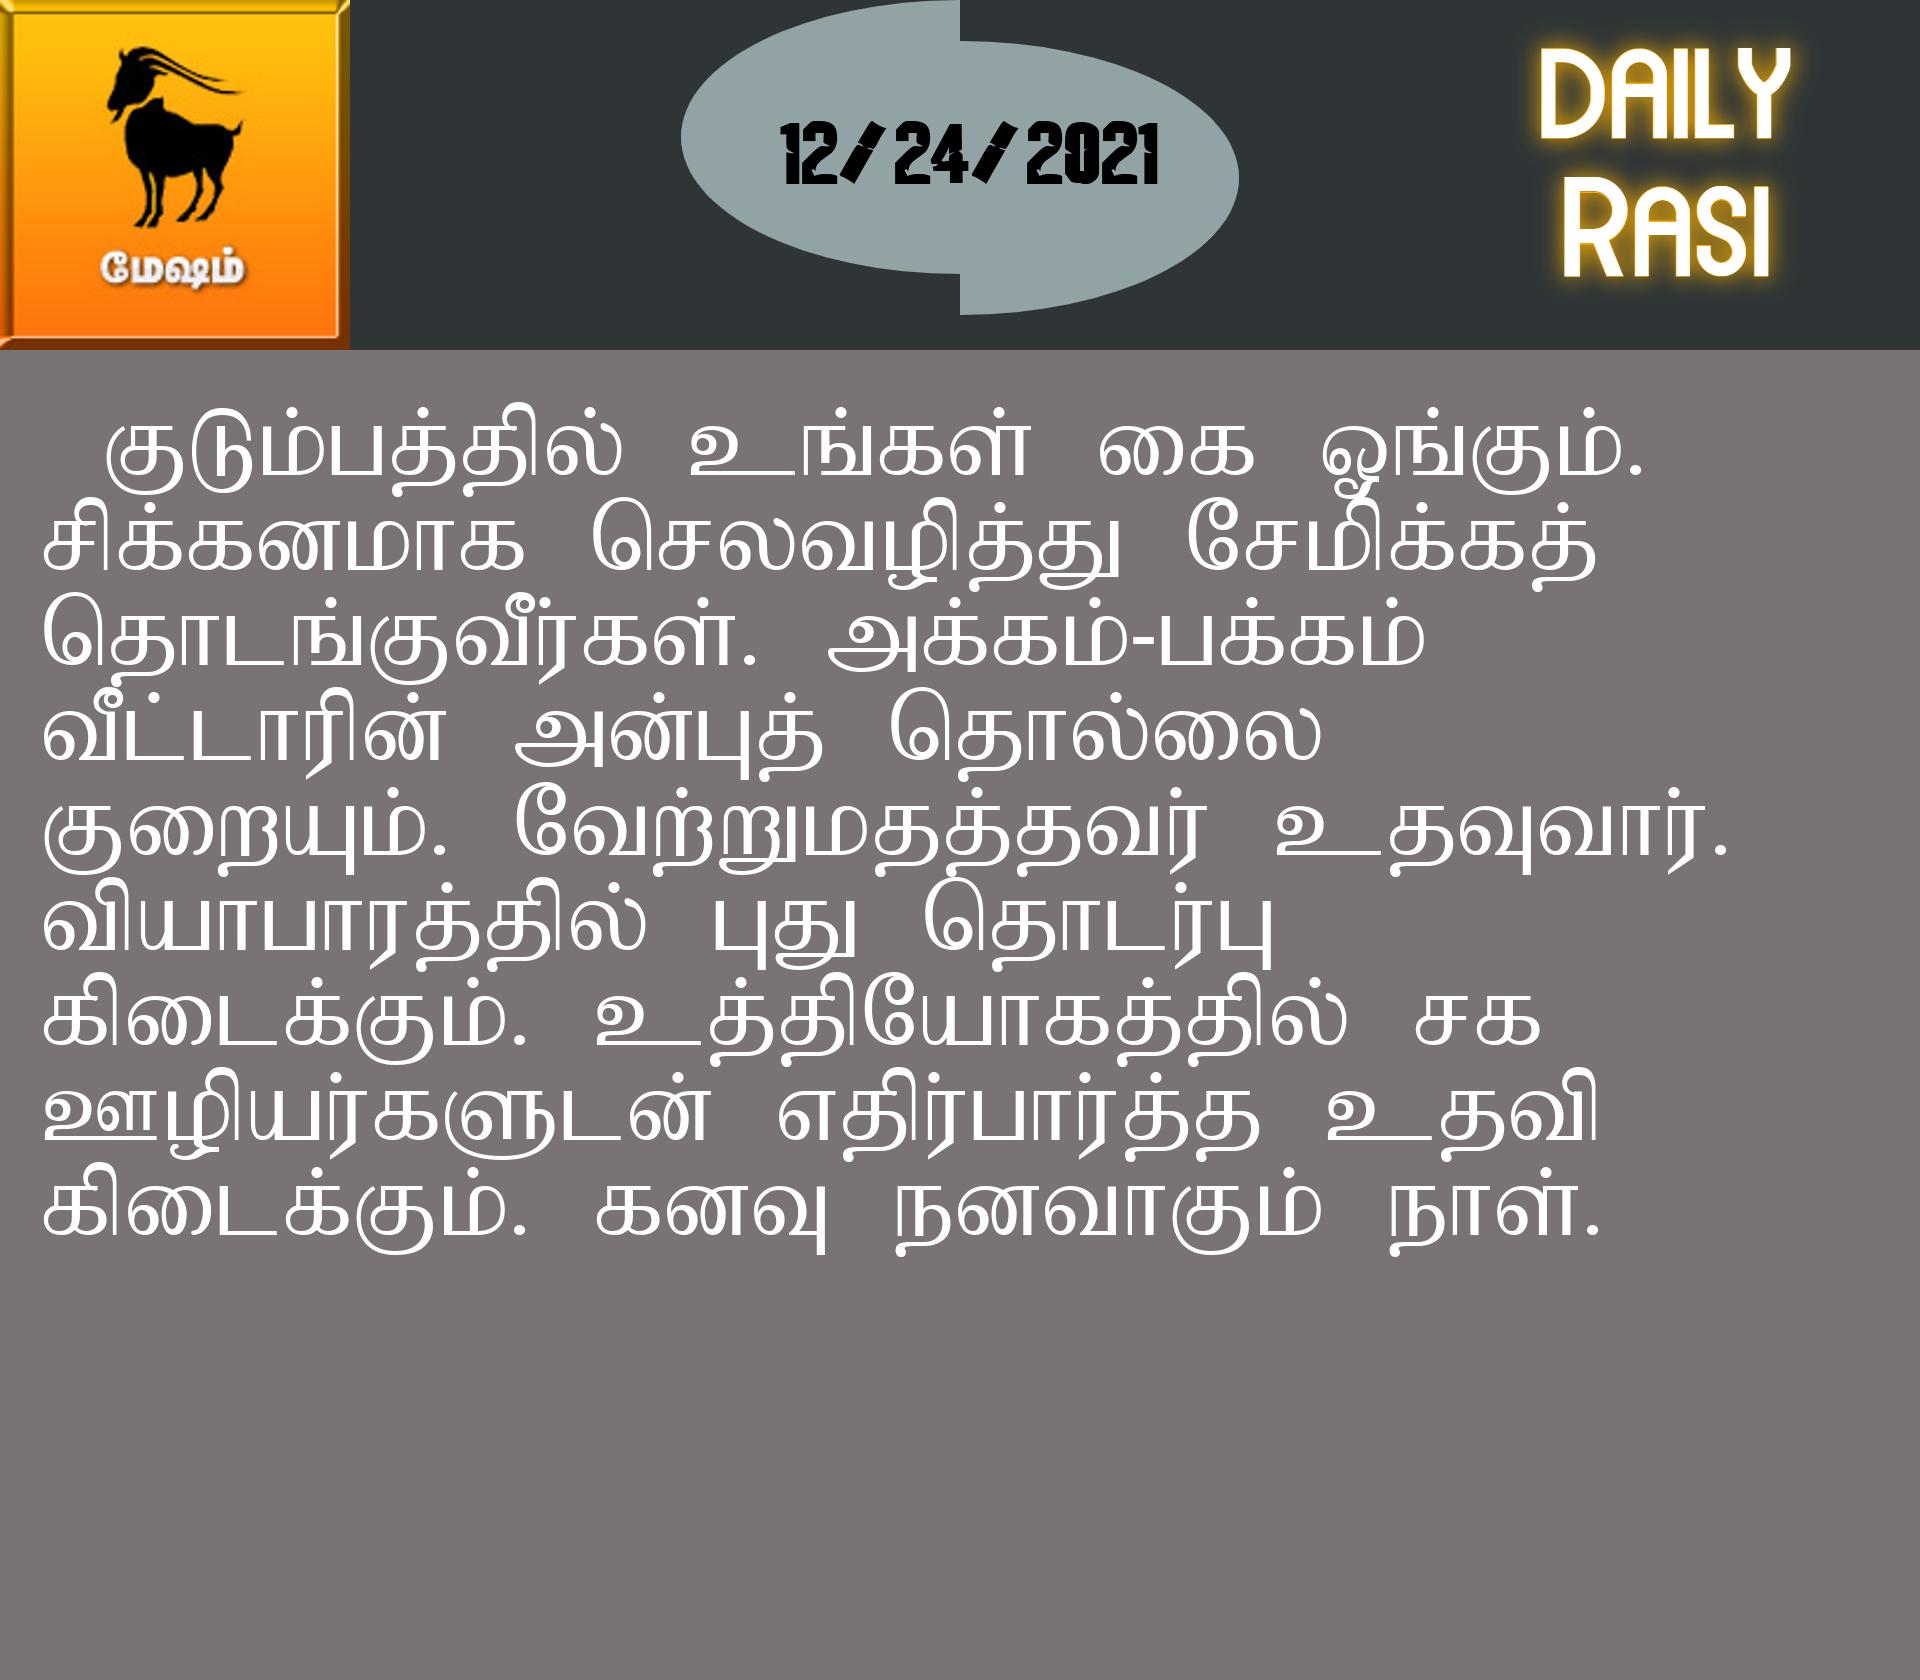 மேஷம்
12/24/2021
DAILY
RASI
குடும்பத்தில் உங்கள் கை ஓங்கும்.
சிக்கனமாக செலவழித்து சேமிக்கத்
தொடங்குவீர்கள். அக்கம்-பக்கம்
வீட்டாரின் அன்புத் தொல்லை
குறையும். வேற்றுமதத்தவர் உதவுவார்.
வியாபாரத்தில் புது தொடர்பு
கிடைக்கும். உத்தியோகத்தில் சக
ஊழியர்களுடன் எதிர்பார்த்த உதவி
கிடைக்கும். கனவு நனவாகும் நாள்.